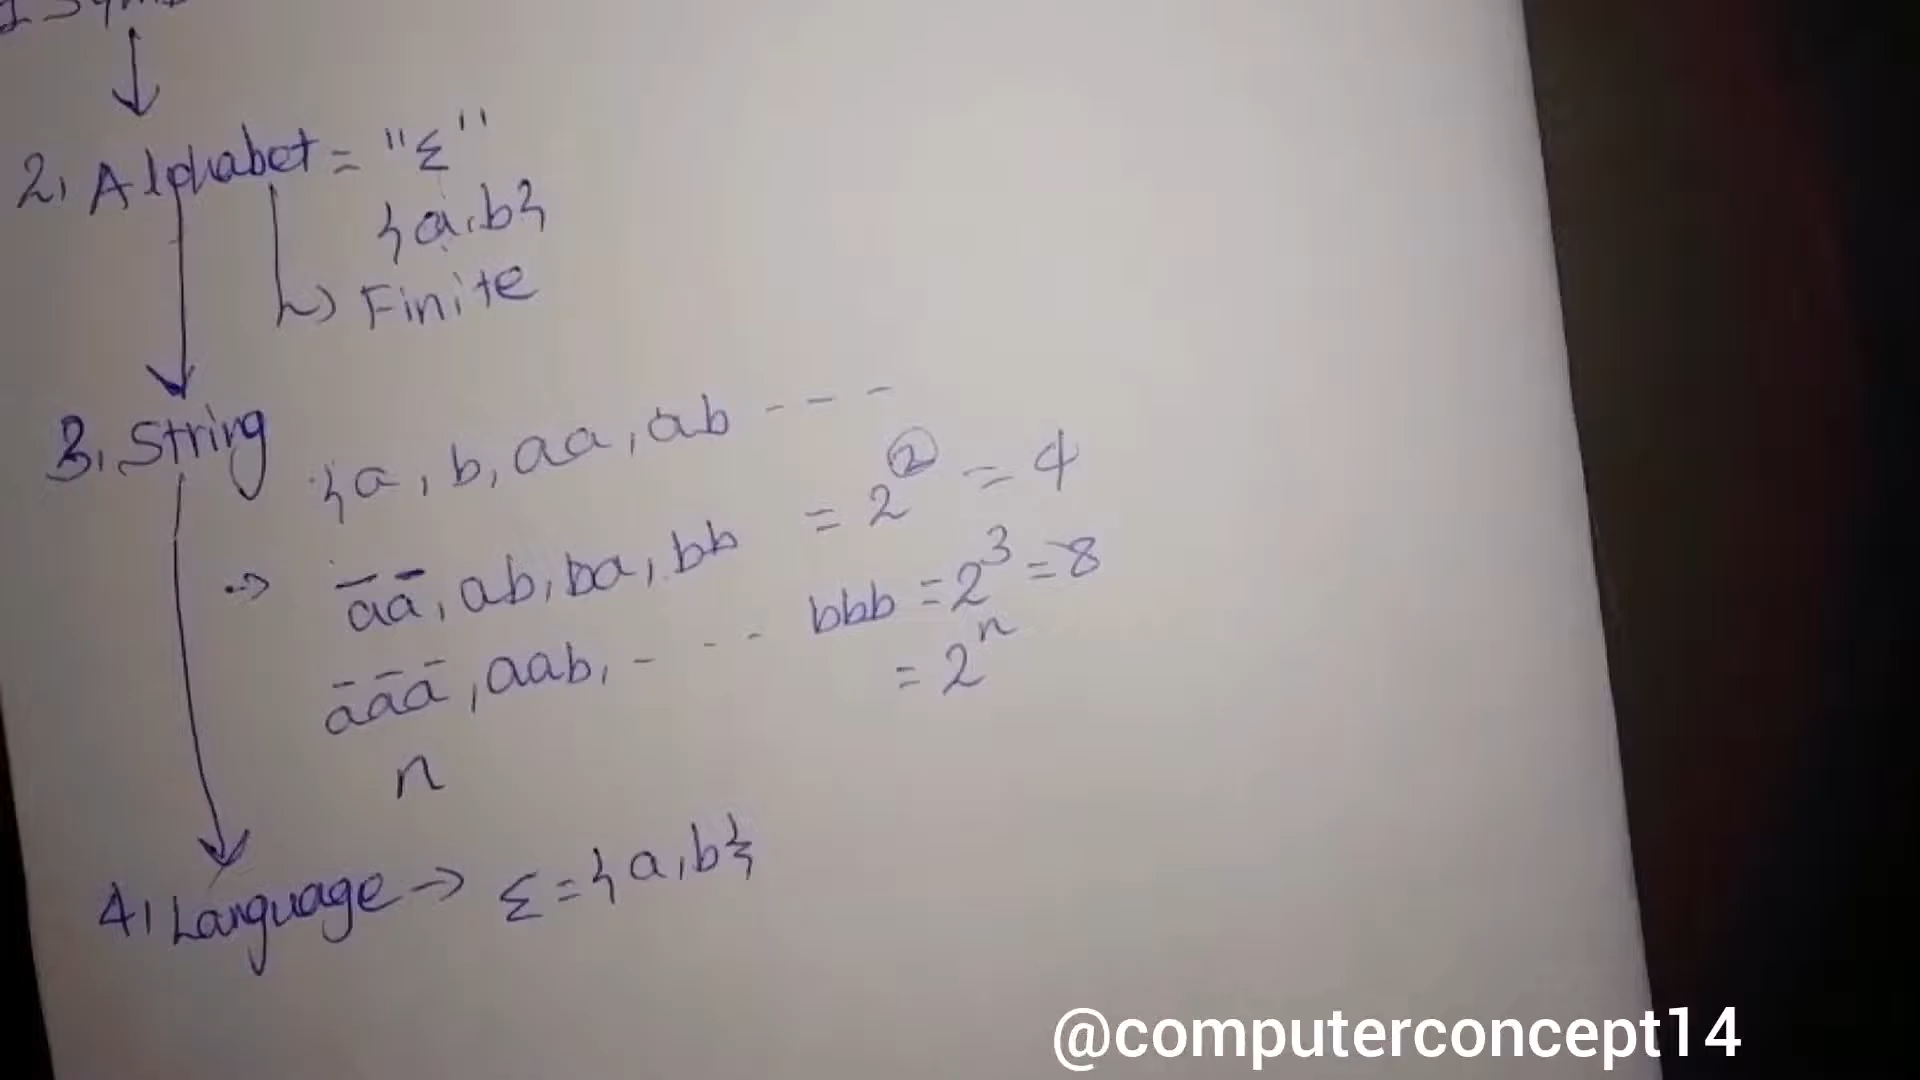 2. Alphabet = "Σ"
{a, b}
↳ Finite
3. String
{a, b, aa, ab - - -
→ aa, ab, ba, bb = 2² = 4
aaa, aab, - - - - bbb = 2³ = 8
= 2ⁿ
n
4. Language → Σ = {a, b}
@computerconcept14